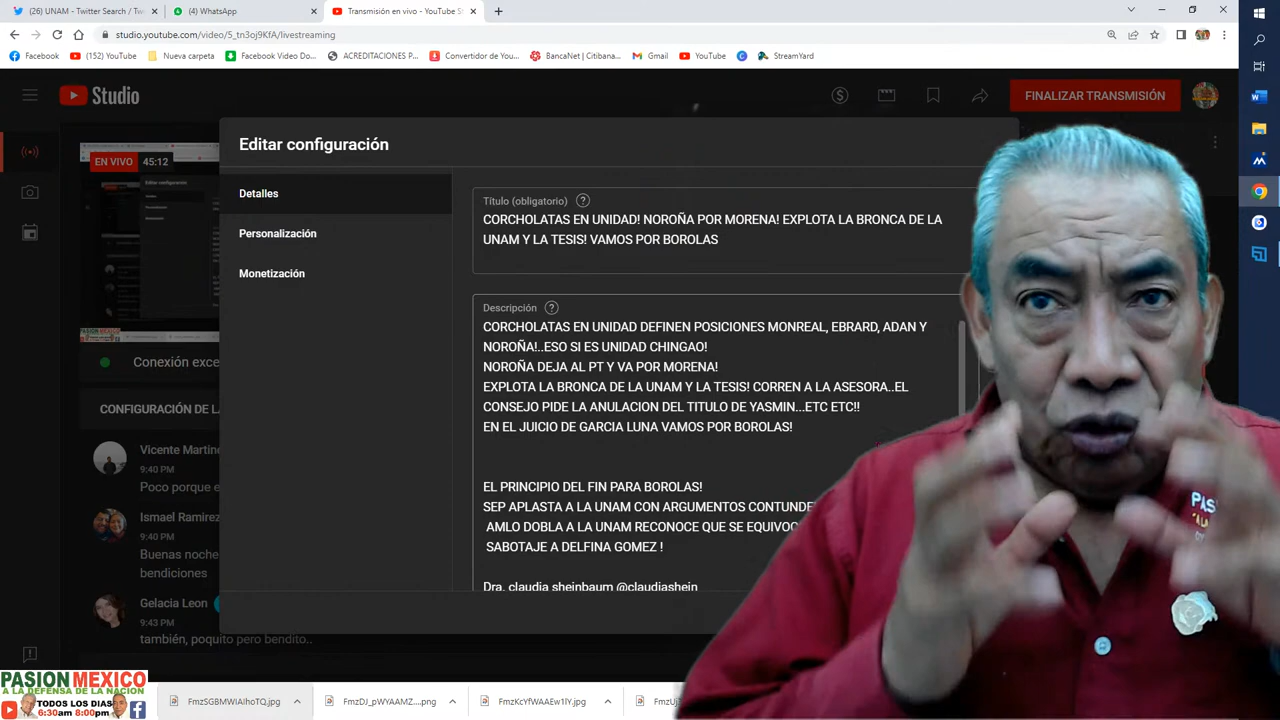 (26) UNAM - Twitter Search / Tw
(4) WhatsApp
Transmisión en vivo - YouTube S
studio.youtube.com/video/5_tn3oj9KfA/livestreaming
Facebook
(152) YouTube
Nueva carpeta
Facebook Video Do...
ACREDITACIONES P...
Convertidor de You...
BancaNet | Citibana...
Gmail
YouTube
StreamYard
Studio
FINALIZAR TRANSMISIÓN
Editar configuración
EN VIVO 45:12
Detalles
Personalización
Monetización
Título (obligatorio)
CORCHOLATAS EN UNIDAD! NOROÑA POR MORENA! EXPLOTA LA BRONCA DE LA
UNAM Y LA TESIS! VAMOS POR BOROLAS
Descripción
CORCHOLATAS EN UNIDAD DEFINEN POSICIONES MONREAL, EBRARD, ADAN Y
NOROÑA!..ESO SI ES UNIDAD CHINGAO!
NOROÑA DEJA AL PT Y VA POR MORENA!
EXPLOTA LA BRONCA DE LA UNAM Y LA TESIS! CORREN A LA ASESORA..EL
CONSEJO PIDE LA ANULACION DEL TITULO DE YASMIN...ETC ETC!!
EN EL JUICIO DE GARCIA LUNA VAMOS POR BOROLAS!
EL PRINCIPIO DEL FIN PARA BOROLAS!
SEP APLASTA A LA UNAM CON ARGUMENTOS CONTUNDE
AMLO DOBLA A LA UNAM RECONOCE QUE SE EQUIVOC
SABOTAJE A DELFINA GOMEZ !
Dra. claudia sheinbaum @claudiashein
Conexión exce
CONFIGURACIÓN DE LA
Vicente Martine
9:40 PM
Poco porque e
Ismael Ramirez
9:40 PM
Buenas noche
bendiciones
Gelacia Leon
9:43 PM
también, poquito pero bendito..
PASION MEXICO
A LA DEFENSA DE LA NACION
TODOS LOS DIAS
6:30am 8:00pm
FmzSGBMWIAIhoTQ.jpg
FmzDJ_pWYAAMZ....png
FmzKcYfWAAEw1lY.jpg
PAS